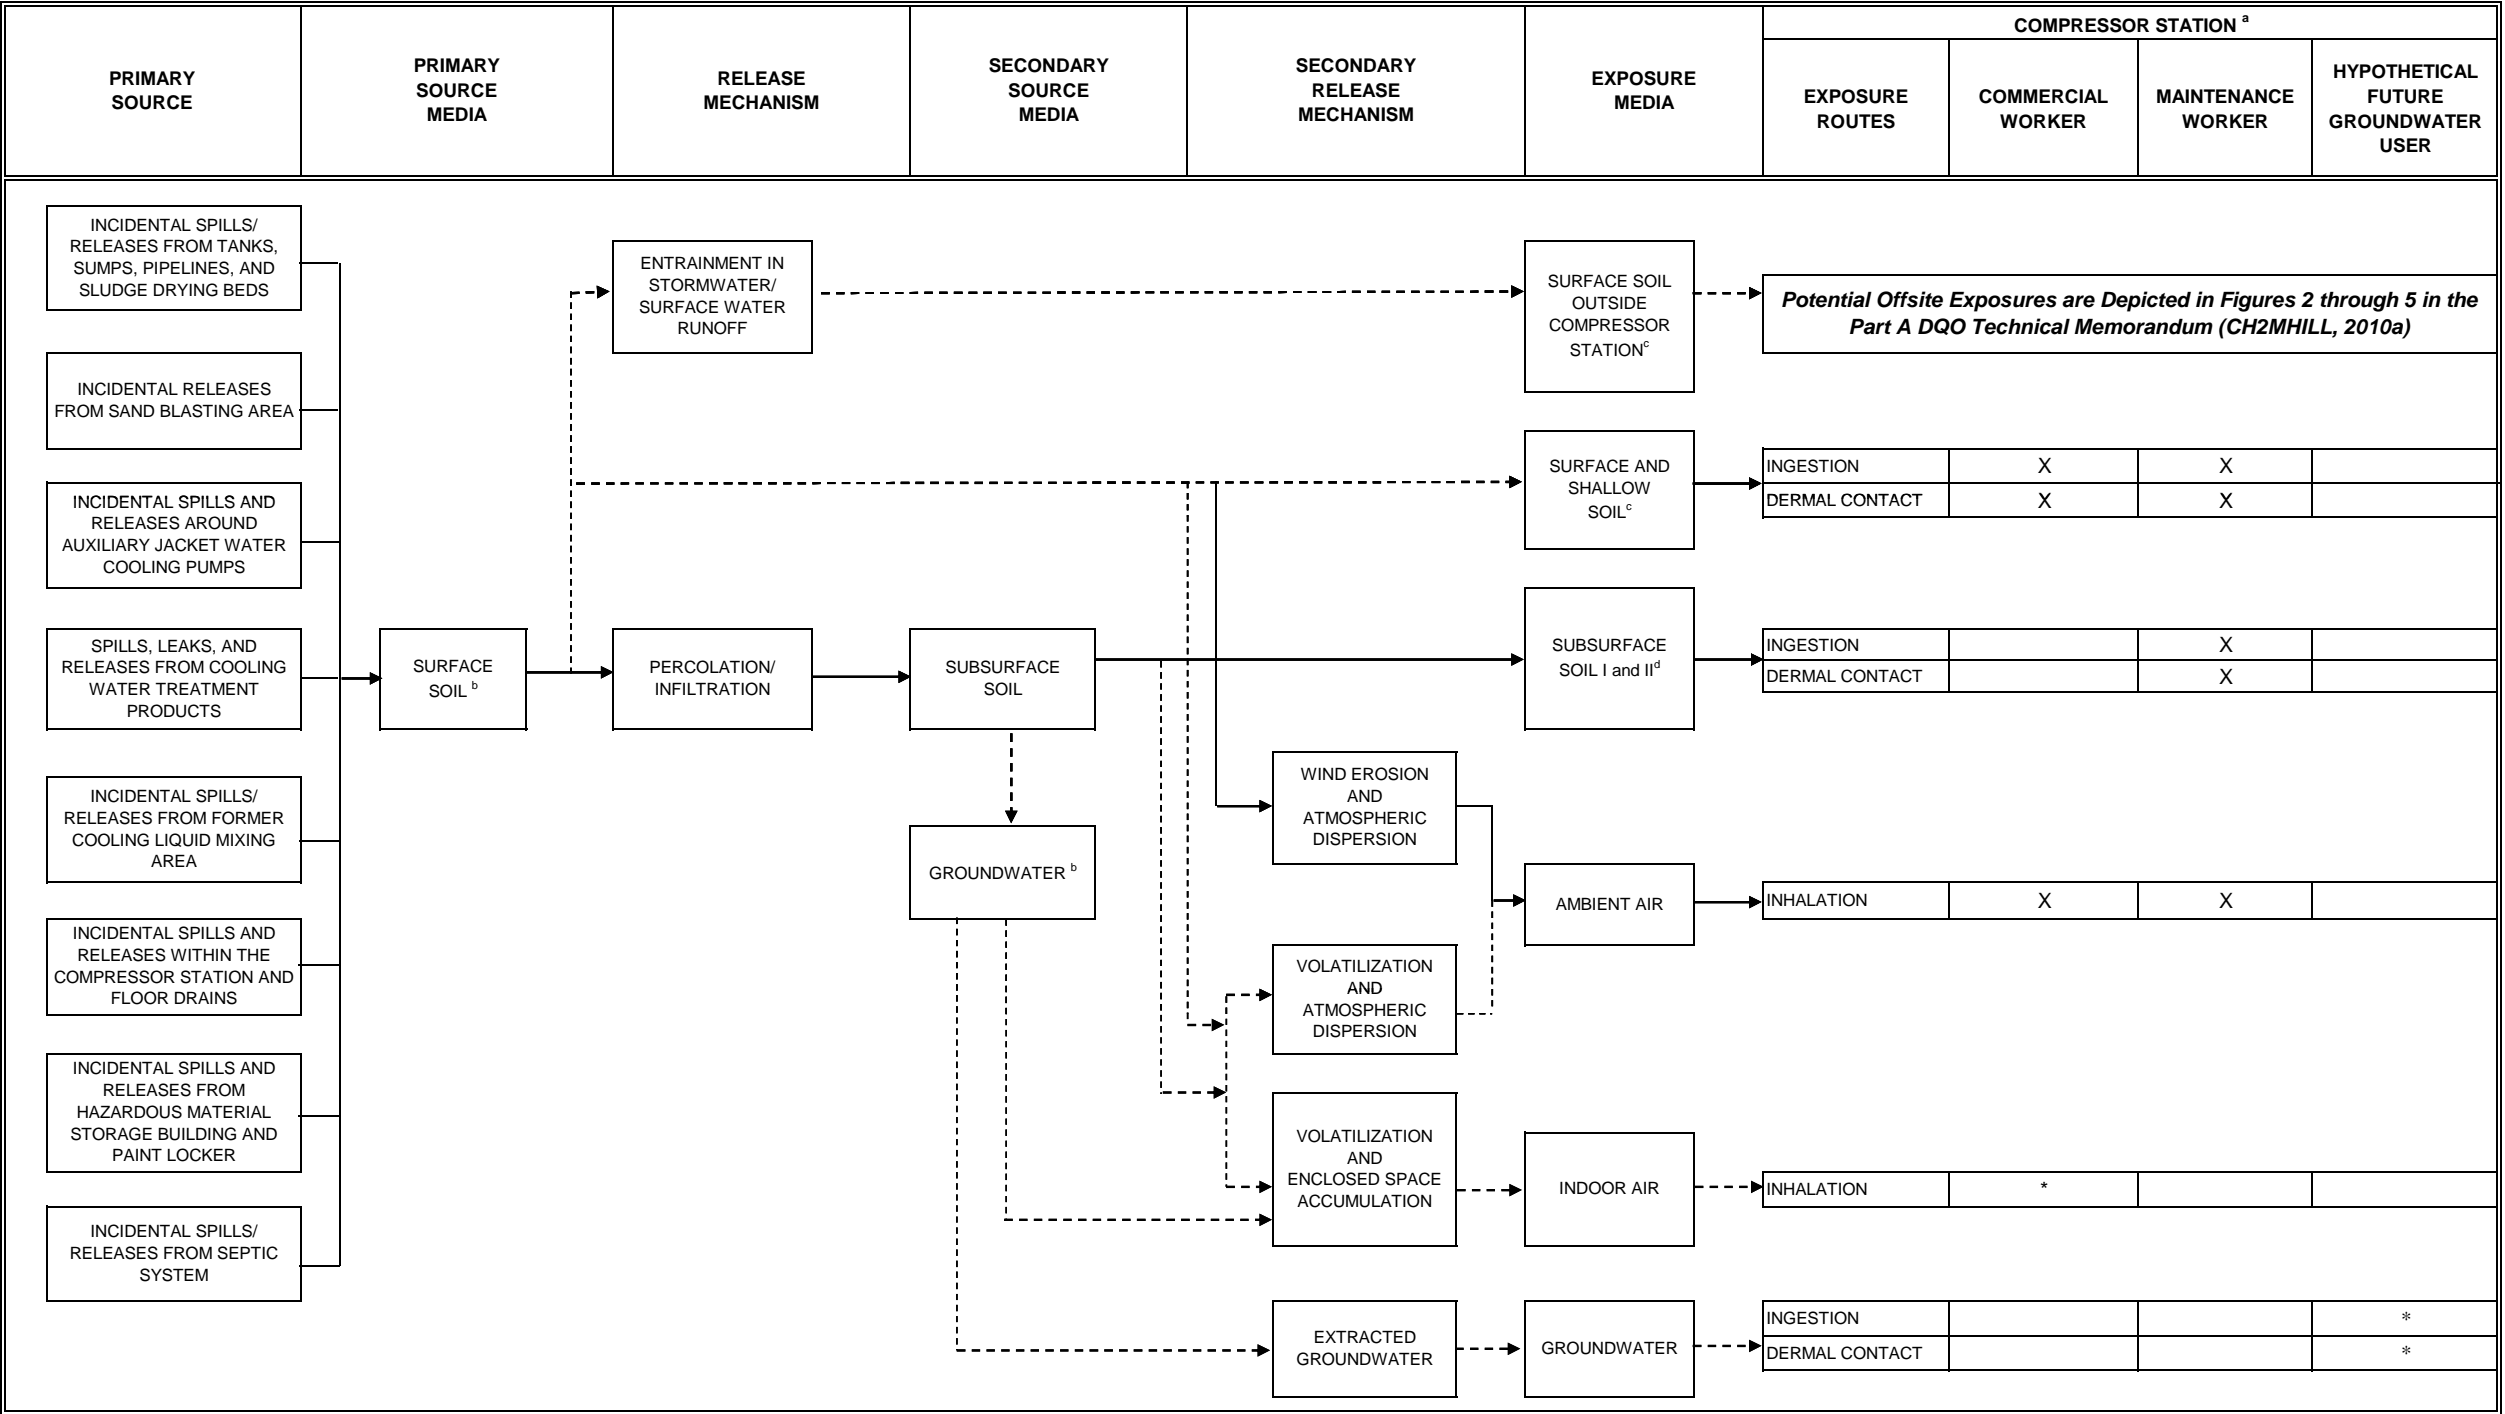 PRIMARY
SOURCE
PRIMARY
SOURCE
MEDIA
RELEASE
MECHANISM
SECONDARY
SOURCE
MEDIA
SECONDARY
RELEASE
MECHANISM
EXPOSURE
MEDIA
COMPRESSOR STATION a
EXPOSURE
ROUTES
COMMERCIAL
WORKER
MAINTENANCE
WORKER
HYPOTHETICAL
FUTURE
GROUNDWATER
USER
INCIDENTAL SPILLS/
RELEASES FROM TANKS,
SUMPS, PIPELINES, AND
SLUDGE DRYING BEDS
INCIDENTAL RELEASES
FROM SAND BLASTING AREA
INCIDENTAL SPILLS AND
RELEASES AROUND
AUXILIARY JACKET WATER
COOLING PUMPS
SPILLS, LEAKS, AND
RELEASES FROM COOLING
WATER TREATMENT
PRODUCTS
INCIDENTAL SPILLS/
RELEASES FROM FORMER
COOLING LIQUID MIXING
AREA
INCIDENTAL SPILLS AND
RELEASES WITHIN THE
COMPRESSOR STATION AND
FLOOR DRAINS
INCIDENTAL SPILLS AND
RELEASES FROM
HAZARDOUS MATERIAL
STORAGE BUILDING AND
PAINT LOCKER
INCIDENTAL SPILLS/
RELEASES FROM SEPTIC
SYSTEM
SURFACE
SOIL b
ENTRAINMENT IN
STORMWATER/
SURFACE WATER
RUNOFF
PERCOLATION/
INFILTRATION
SUBSURFACE
SOIL
GROUNDWATER b
WIND EROSION
AND
ATMOSPHERIC
DISPERSION
VOLATILIZATION
AND
ATMOSPHERIC
DISPERSION
VOLATILIZATION
AND
ENCLOSED SPACE
ACCUMULATION
EXTRACTED
GROUNDWATER
SURFACE SOIL
OUTSIDE
COMPRESSOR
STATIONc
SURFACE AND
SHALLOW
SOILc
SUBSURFACE
SOIL I and IId
AMBIENT AIR
INDOOR AIR
GROUNDWATER
Potential Offsite Exposures are Depicted in Figures 2 through 5 in the
Part A DQO Technical Memorandum (CH2MHILL, 2010a)
INGESTION X X
DERMAL CONTACT X X
INGESTION X
DERMAL CONTACT X
INHALATION X X
INHALATION *
INGESTION *
DERMAL CONTACT *